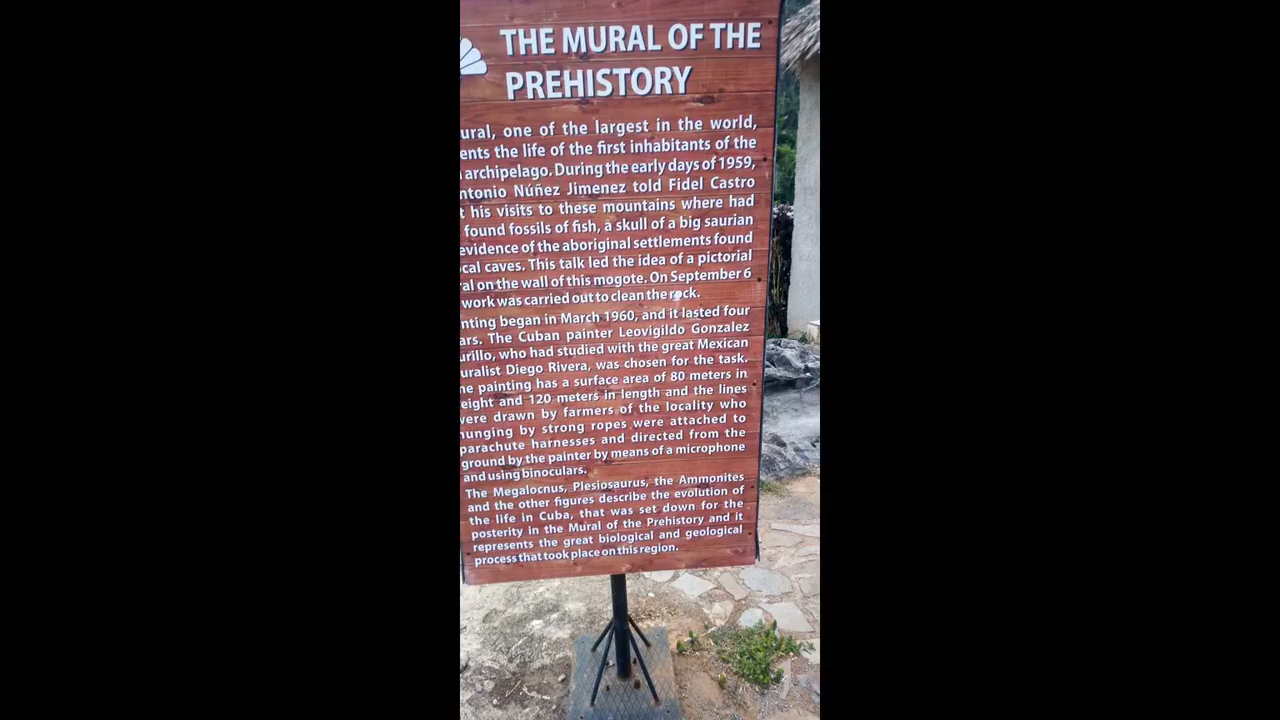 THE MURAL OF THE
PREHISTORY
ural, one of the largest in the world,
ents the life of the first inhabitants of the
archipelago. During the early days of 1959,
ntonio Núñez Jimenez told Fidel Castro
t his visits to these mountains where had
found fossils of fish, a skull of a big saurian
evidence of the aboriginal settlements found
cal caves. This talk led the idea of a pictorial
al on the wall of this mogote. On September 6
work was carried out to clean the rock.
nting began in March 1960, and it lasted four
ars. The Cuban painter Leovigildo Gonzalez
urillo, who had studied with the great Mexican
uralist Diego Rivera, was chosen for the task.
ne painting has a surface area of 80 meters in
eight and 120 meters in length and the lines
were drawn by farmers of the locality who
hunging by strong ropes were attached to
parachute harnesses and directed from the
ground by the painter by means of a microphone
and using binoculars.
The Megalocnus, Plesiosaurus, the Ammonites
and the other figures describe the evolution of
the life in Cuba, that was set down for the
posterity in the Mural of the Prehistory and it
represents the great biological and geological
process that took place on this region.